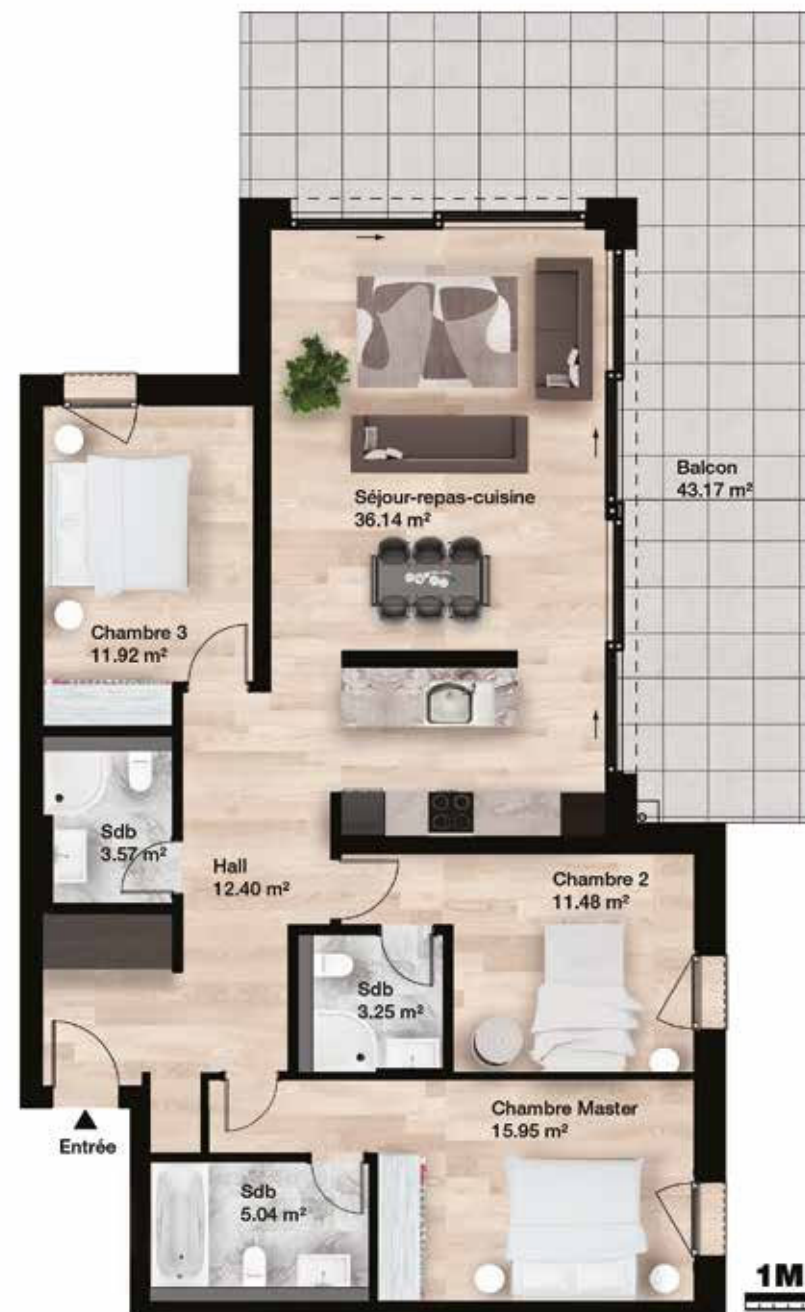 Balcon
43.17 m²
Séjour-repas-cuisine
36.14 m²
Chambre 3
11.92 m²
Sdb
3.57 m²
Hall
12.40 m²
Chambre 2
11.48 m²
Sdb
3.25 m²
Chambre Master
15.95 m²
Entrée
Sdb
5.04 m²
1M